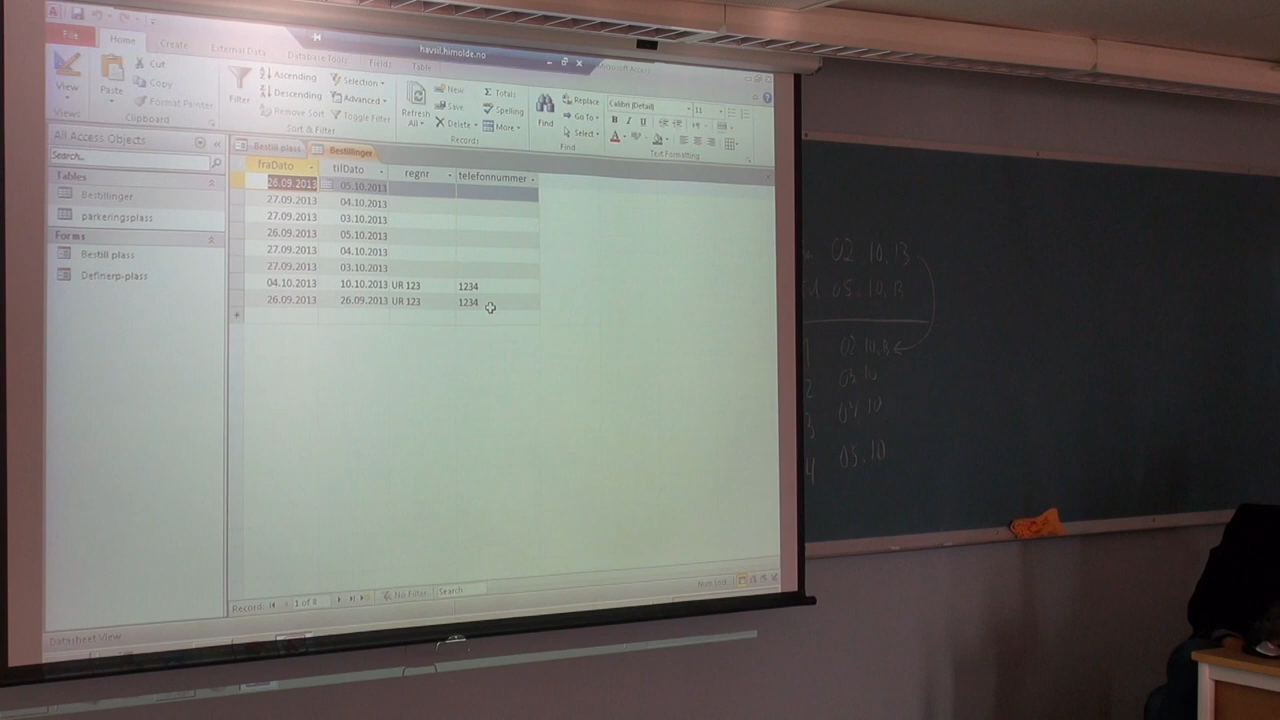 havsil.himolde.no
File Home Create External Data Database Tools Fields Table
View
Views
Paste
Cut
Copy
Format Painter
Clipboard
Filter
Ascending
Descending
Remove Sort
Selection
Advanced
Toggle Filter
Sort & Filter
Refresh All
New
Save
Delete
Totals
Spelling
More
Records
Find
Replace
Go To
Select
Find
Calibri (Detail) 11
B I U
A
Text Formatting
All Access Objects
Search...
Tables
Bestillinger
parkeringsplass
Forms
Bestill plass
Definerp-plass
Bestill plass Bestillinger
fraDato tilDato regnr telefonnummer
26.09.2013 05.10.2013
27.09.2013 04.10.2013
27.09.2013 03.10.2013
26.09.2013 05.10.2013
27.09.2013 04.10.2013
27.09.2013 03.10.2013
04.10.2013 10.10.2013 UR 123 1234
26.09.2013 26.09.2013 UR 123 1234
Record: 1 of 8 No Filter Search
Datasheet View
Num Lock
02 10.13
05.10.13
1 02 10.13
2 03 10
3 04 10
4 05.10